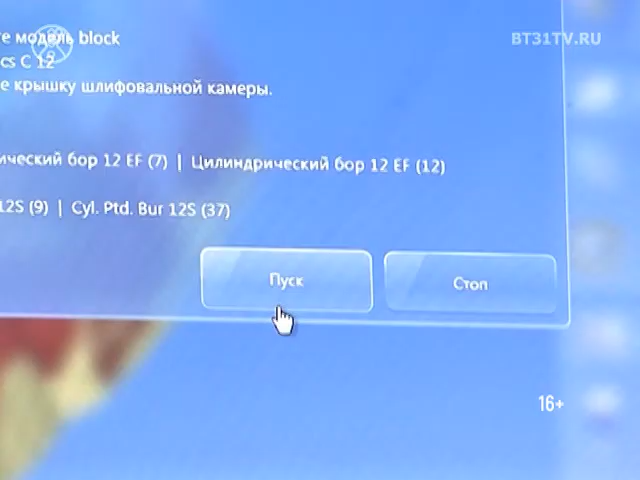 BT31TV.RU
е модель block
cs C 12
е крышку шлифовальной камеры.
ический бор 12 EF (7) | Цилиндрический бор 12 EF (12)
12S (9) | Cyl. Ptd. Bur 12S (37)
Пуск
Стоп
16+